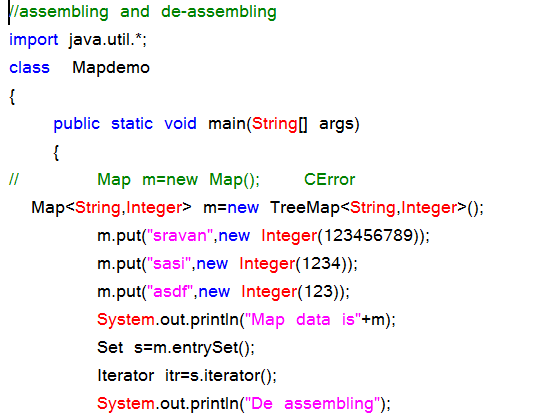 //assembling and de-assembling
import java.util.*;
class Mapdemo
{
public static void main(String[] args)
{
// Map m=new Map(); CError
Map<String,Integer> m=new TreeMap<String,Integer>();
m.put("sravan",new Integer(123456789));
m.put("sasi",new Integer(1234));
m.put("asdf",new Integer(123));
System.out.println("Map data is"+m);
Set s=m.entrySet();
Iterator itr=s.iterator();
System.out.println("De assembling");